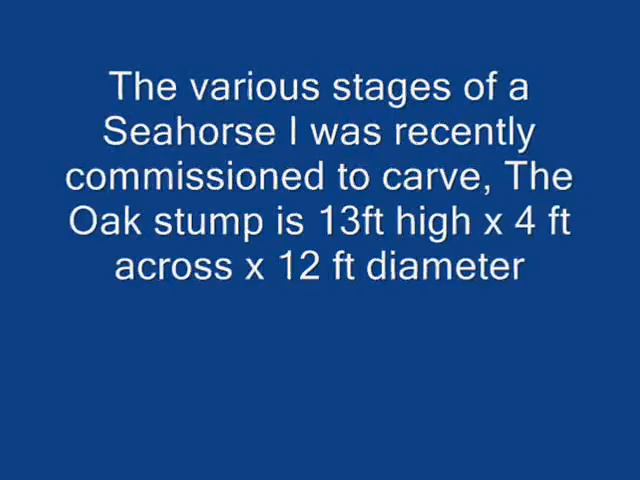 The various stages of a
Seahorse I was recently
commissioned to carve, The
Oak stump is 13ft high x 4 ft
across x 12 ft diameter